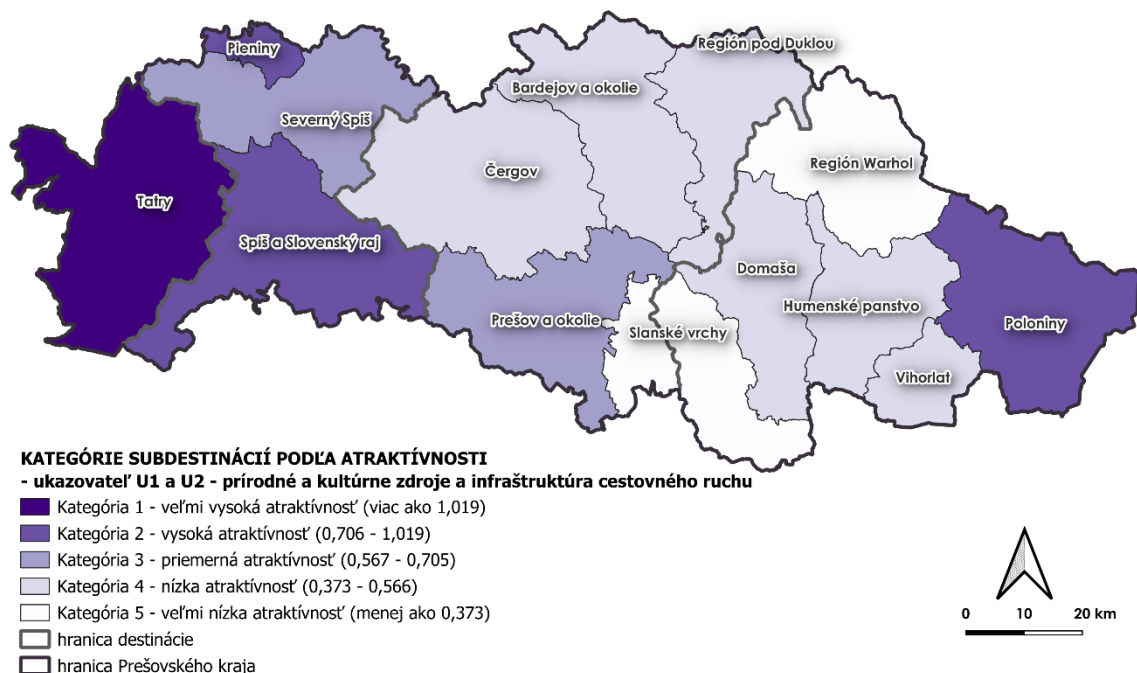 Pieniny
Región pod Duklou
Bardejov a okolie
Severný Spiš
Región Warhol
Čergov
Tatry
Spiš a Slovenský raj
Domaša
Humenské panstvo
Prešov a okolie
Slanské vrchy
Poloniny
Vihorlat
KATEGÓRIE SUBDESTINÁCIÍ PODĽA ATRAKTÍVNOSTI
- ukazovateľ U1 a U2 - prírodné a kultúrne zdroje a infraštruktúra cestovného ruchu
Kategória 1 - veľmi vysoká atraktívnosť (viac ako 1,019)
Kategória 2 - vysoká atraktívnosť (0,706 - 1,019)
Kategória 3 - priemerná atraktívnosť (0,567 - 0,705)
Kategória 4 - nízka atraktívnosť (0,373 - 0,566)
Kategória 5 - veľmi nízka atraktívnosť (menej ako 0,373)
hranica destinácie
hranica Prešovského kraja
0 10 20 km